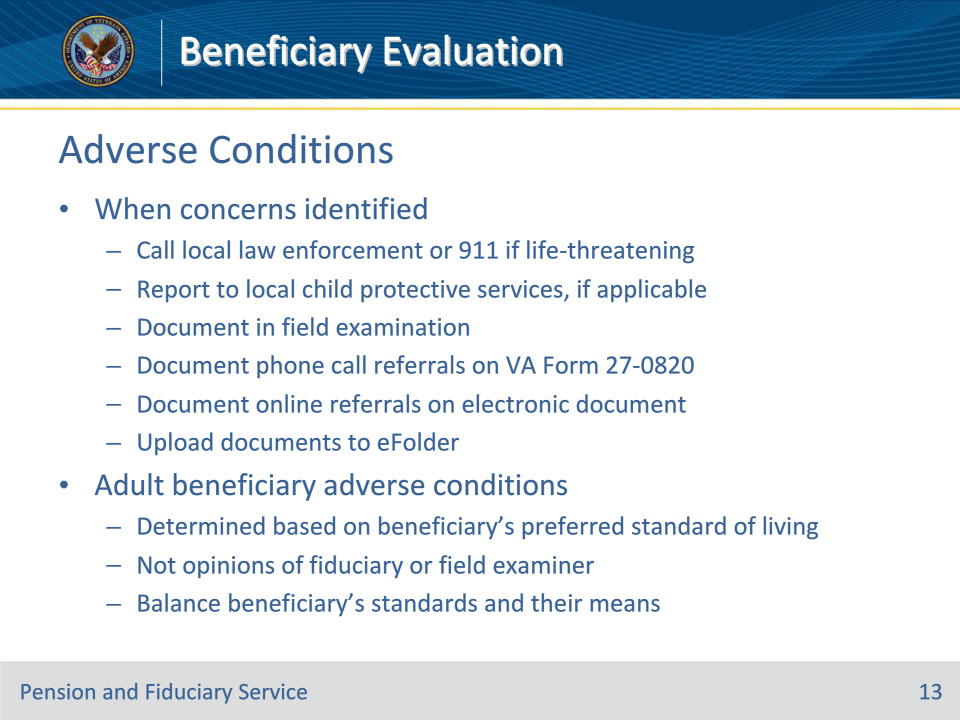 Beneficiary Evaluation
Adverse Conditions
• When concerns identified
– Call local law enforcement or 911 if life-threatening
– Report to local child protective services, if applicable
– Document in field examination
– Document phone call referrals on VA Form 27-0820
– Document online referrals on electronic document
– Upload documents to eFolder
• Adult beneficiary adverse conditions
– Determined based on beneficiary’s preferred standard of living
– Not opinions of fiduciary or field examiner
– Balance beneficiary’s standards and their means
Pension and Fiduciary Service
13